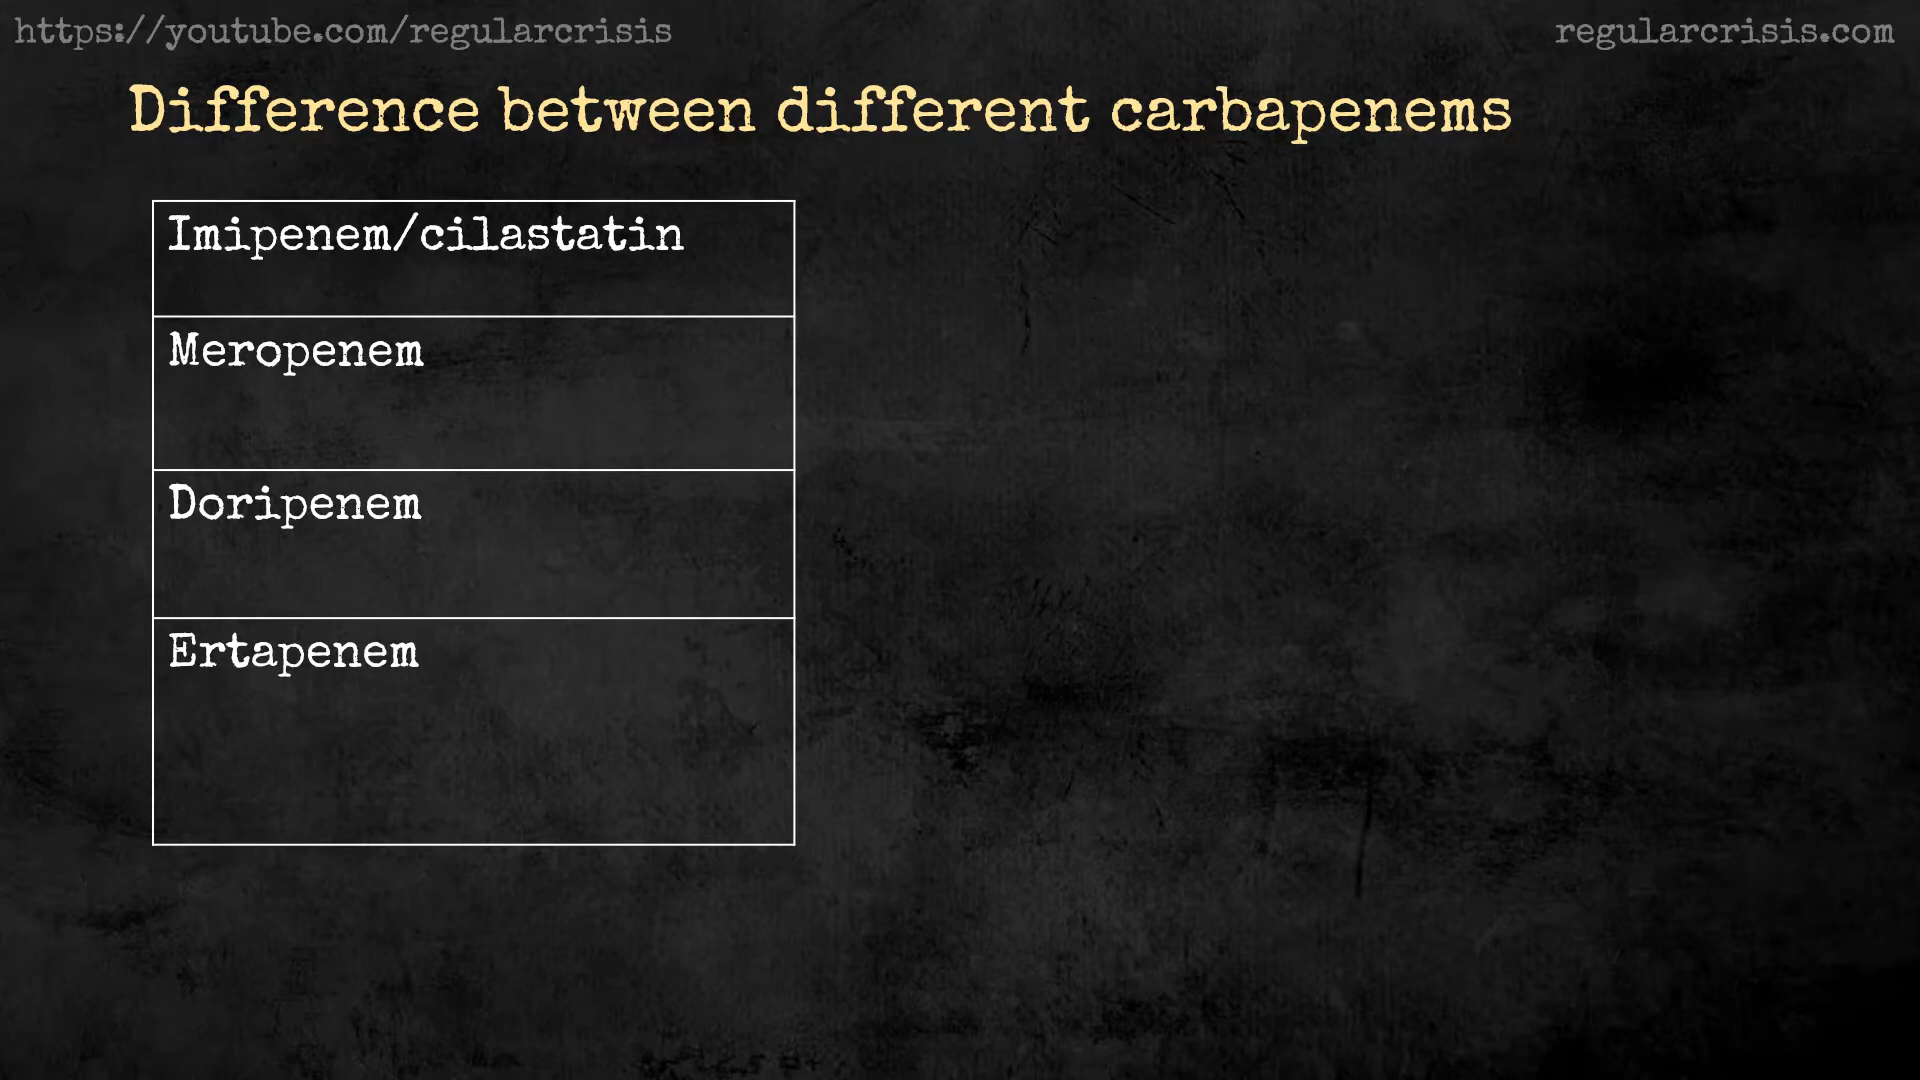 https://youtube.com/regularcrisis
regularcrisis.com
Difference between different carbapenems
Imipenem/cilastatin
Meropenem
Doripenem
Ertapenem